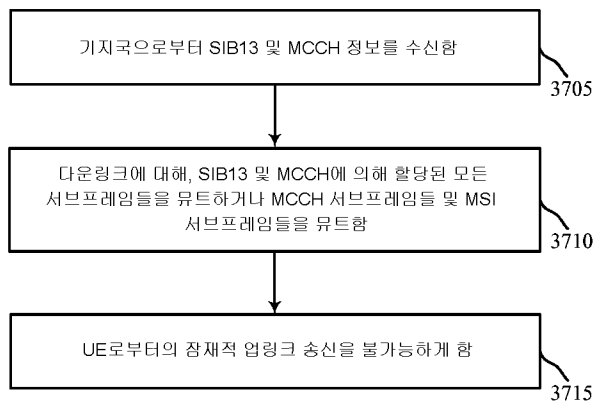 기지국으로부터 SIB13 및 MCCH 정보를 수신함
3705
다운링크에 대해, SIB13 및 MCCH에 의해 할당된 모든
서브프레임들을 뮤트하거나 MCCH 서브프레임들 및 MSI
서브프레임들을 뮤트함
3710
UE로부터의 잠재적 업링크 송신을 불가능하게 함
3715